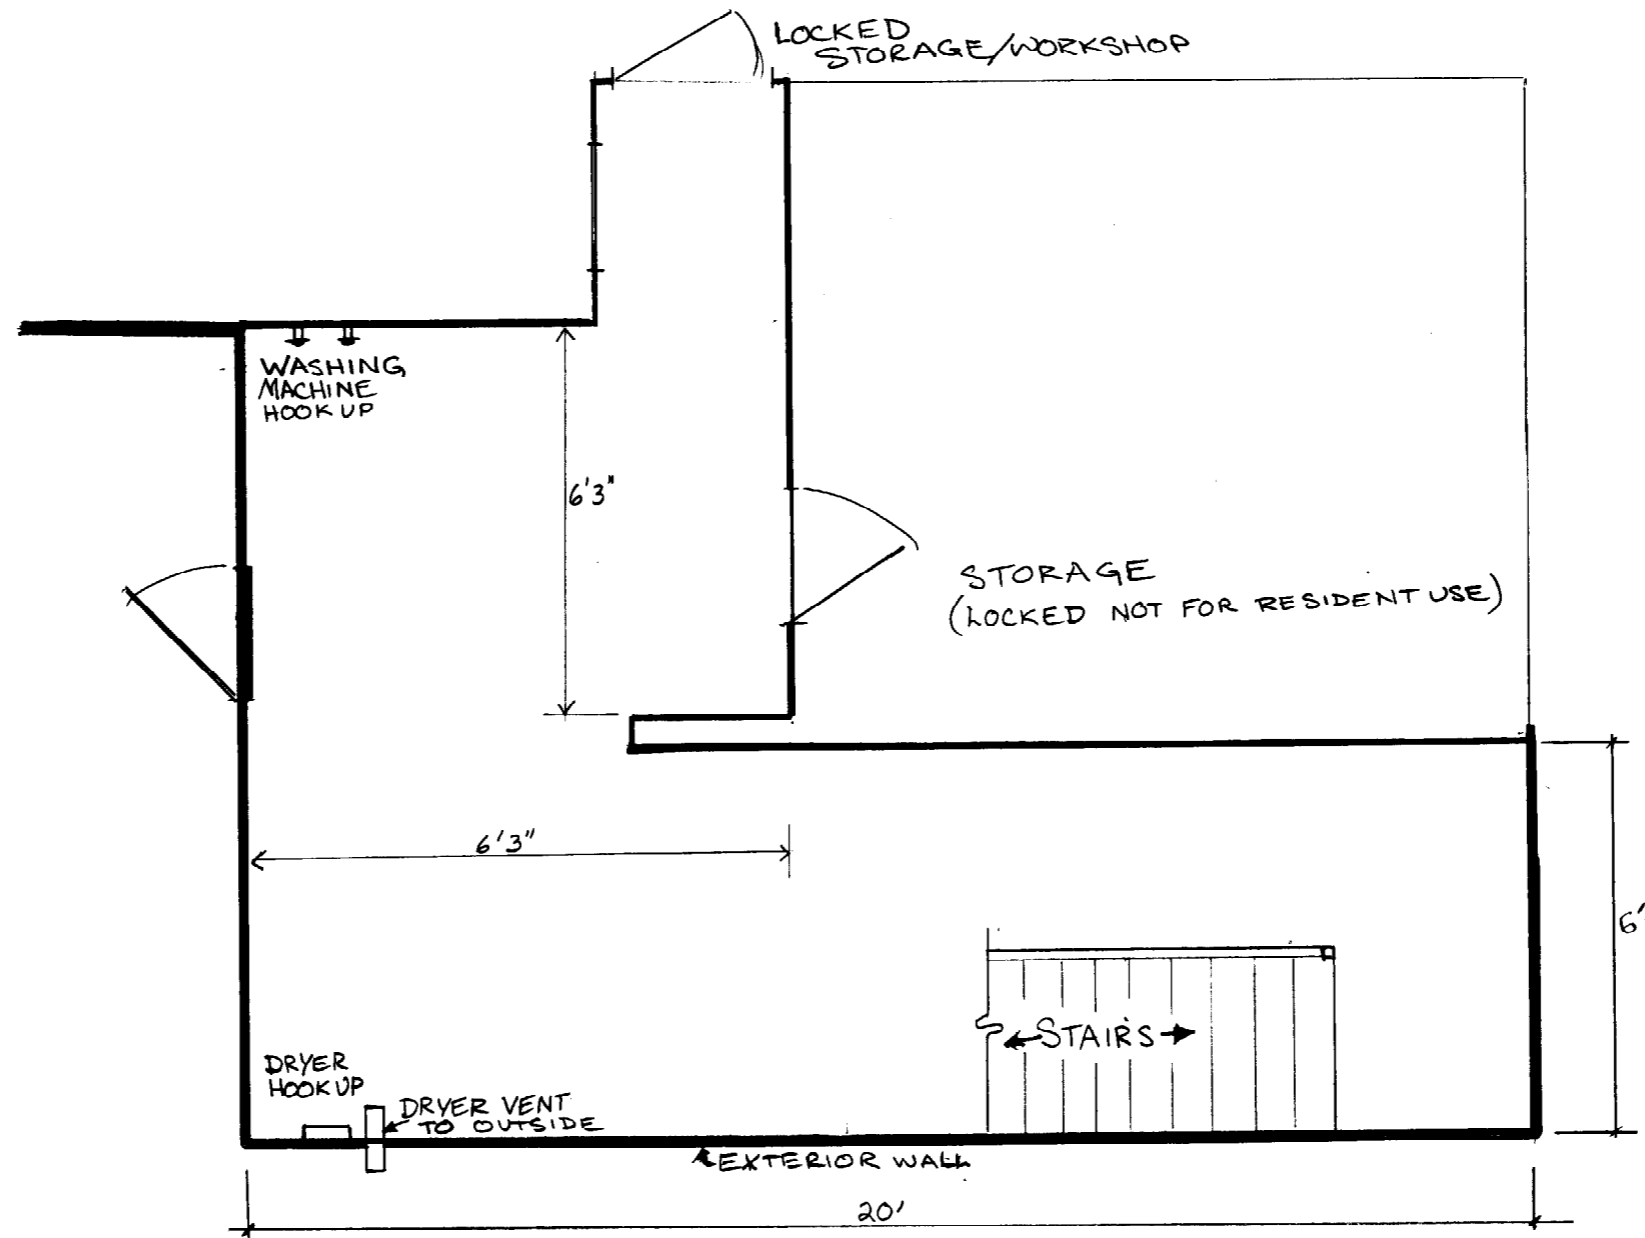 LOCKED
STORAGE/WORKSHOP
WASHING
MACHINE
HOOK UP
6'3"
STORAGE
(LOCKED NOT FOR RESIDENT USE)
6'3"
6'
STAIRS
DRYER
HOOK UP
DRYER VENT
TO OUTSIDE
EXTERIOR WALL
20'